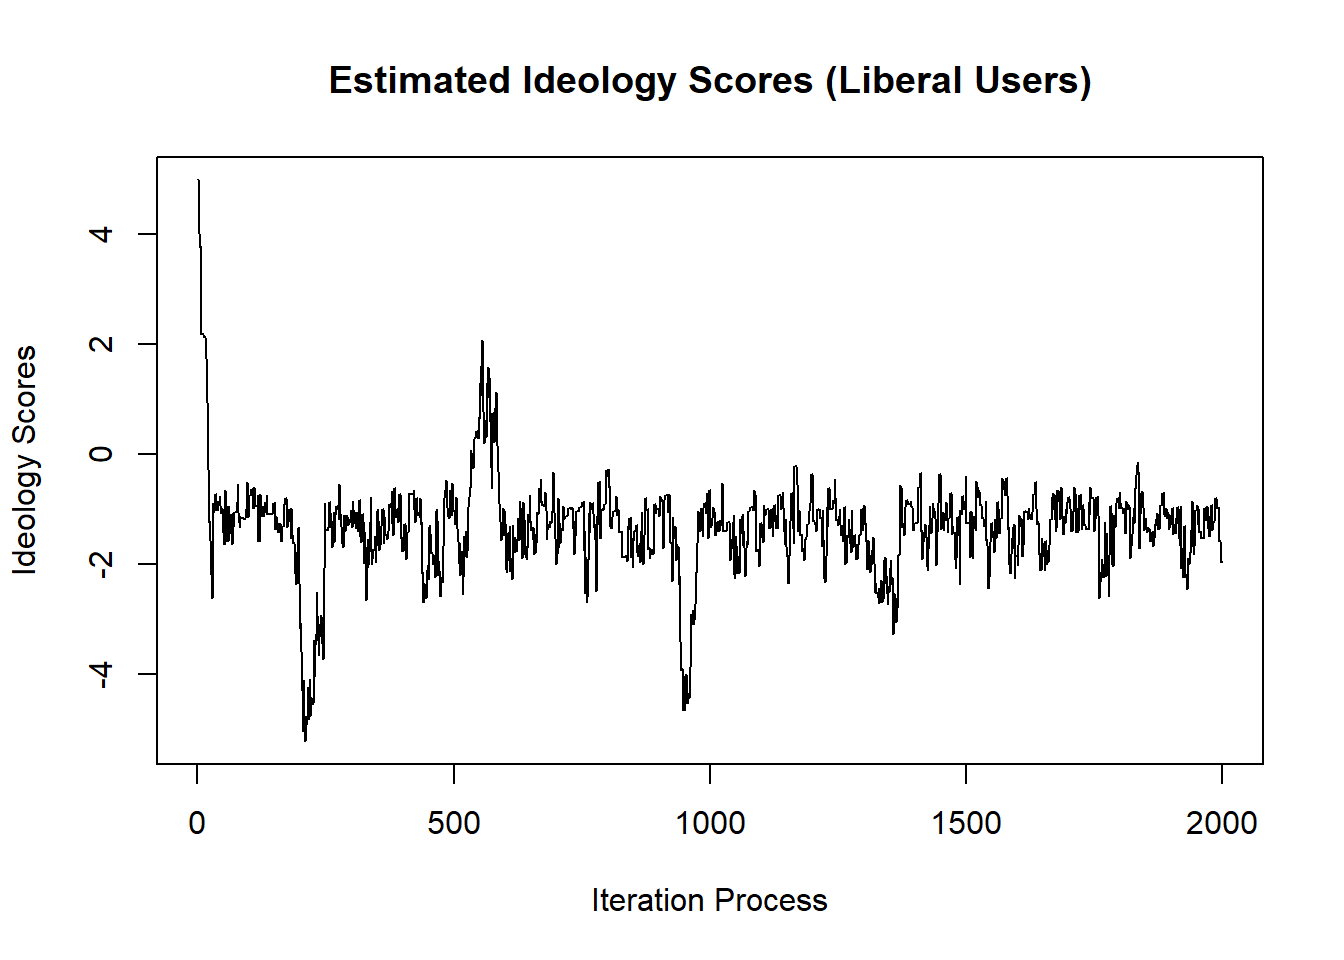 Estimated Ideology Scores (Liberal Users)
Ideology Scores
4
2
0
-2
-4
0 500 1000 1500 2000
Iteration Process